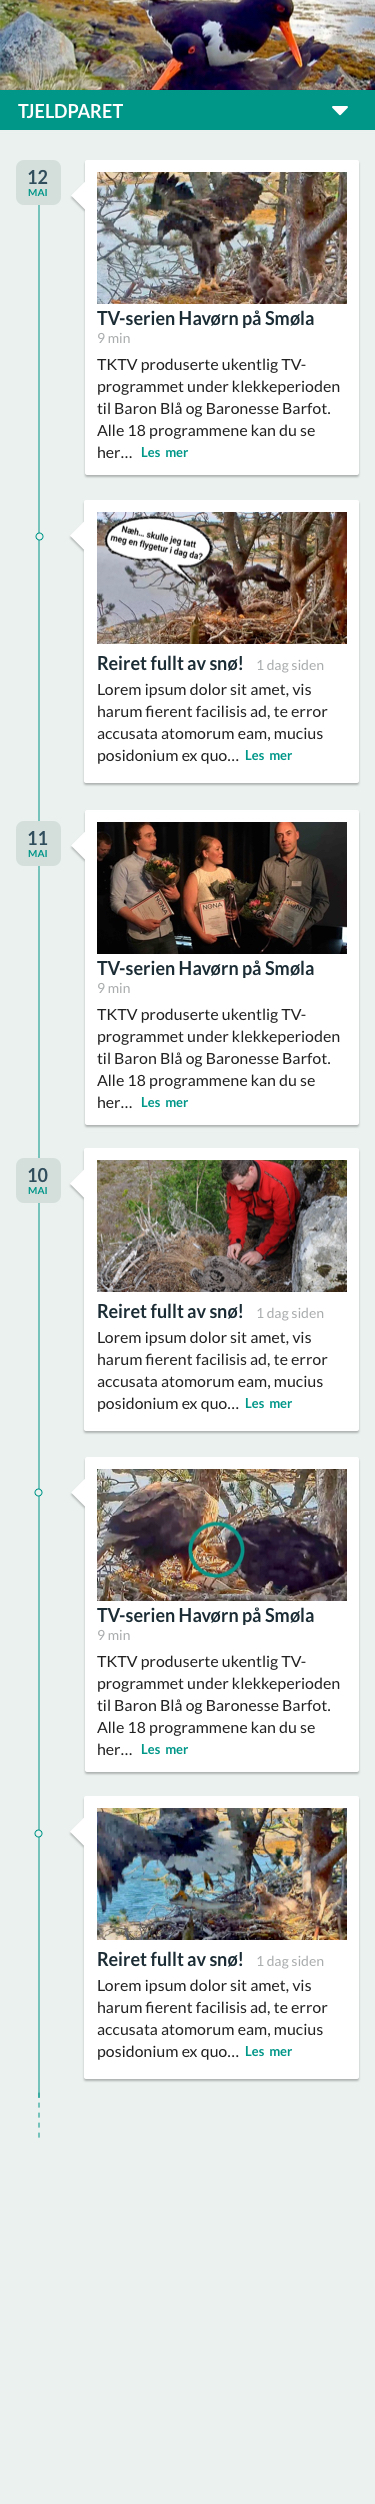 TJELDPARET
12
MAI
TV-serien Havørn på Smøla
9 min
TKTV produserte ukentlig TV-
programmet under klekkeperioden
til Baron Blå og Baronesse Barfot.
Alle 18 programmene kan du se
her... Les mer
Næh... skulle jeg tatt
meg en flygetur i dag da?
Reiret fullt av snø! 1 dag siden
Lorem ipsum dolor sit amet, vis
harum fierent facilisis ad, te error
accusata atomorum eam, mucius
posidonium ex quo... Les mer
11
MAI
NONA
NONA
NONA
TV-serien Havørn på Smøla
9 min
TKTV produserte ukentlig TV-
programmet under klekkeperioden
til Baron Blå og Baronesse Barfot.
Alle 18 programmene kan du se
her... Les mer
10
MAI
Reiret fullt av snø! 1 dag siden
Lorem ipsum dolor sit amet, vis
harum fierent facilisis ad, te error
accusata atomorum eam, mucius
posidonium ex quo... Les mer
TV-serien Havørn på Smøla
9 min
TKTV produserte ukentlig TV-
programmet under klekkeperioden
til Baron Blå og Baronesse Barfot.
Alle 18 programmene kan du se
her... Les mer
Reiret fullt av snø! 1 dag siden
Lorem ipsum dolor sit amet, vis
harum fierent facilisis ad, te error
accusata atomorum eam, mucius
posidonium ex quo... Les mer